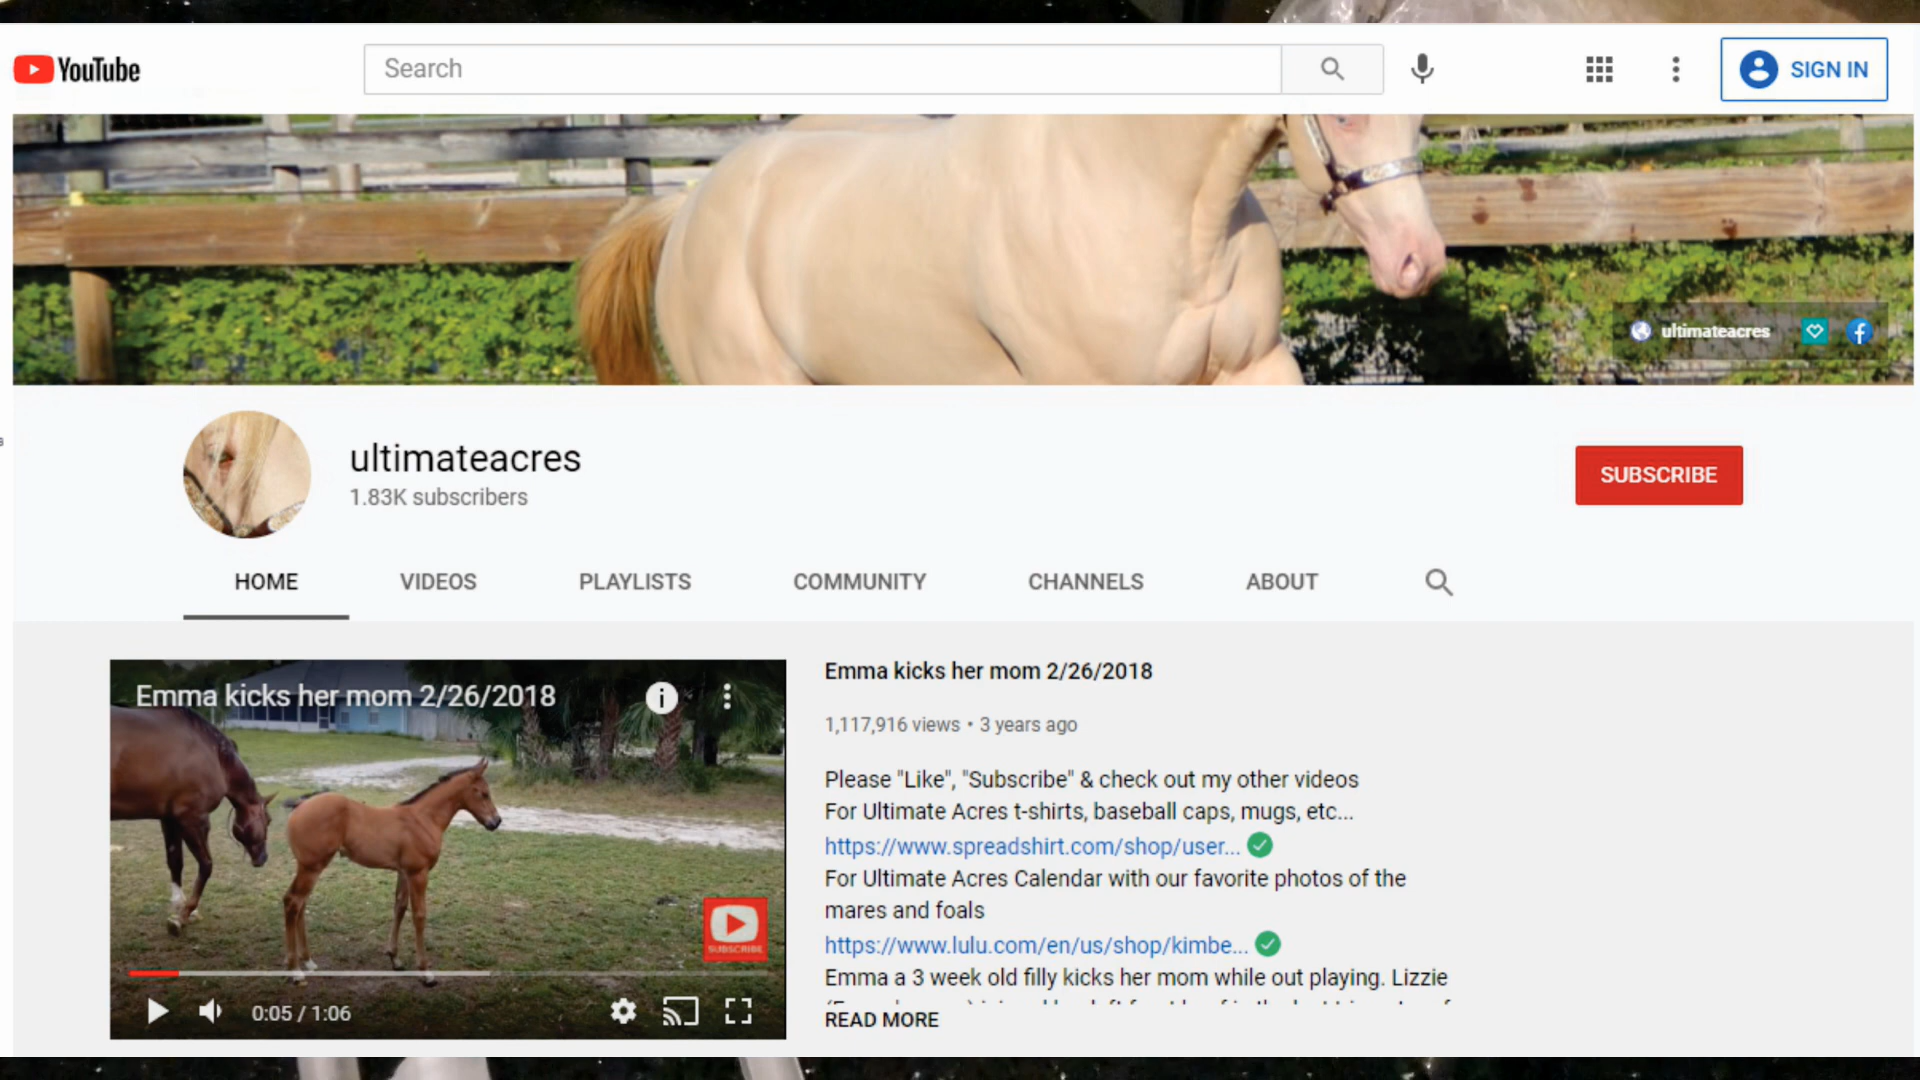 YouTube
Search
SIGN IN
ultimateacres
ultimateacres
1.83K subscribers
SUBSCRIBE
HOME VIDEOS PLAYLISTS COMMUNITY CHANNELS ABOUT
Emma kicks her mom 2/26/2018
SUBSCRIBE
0:05 / 1:06
Emma kicks her mom 2/26/2018
1,117,916 views • 3 years ago
Please "Like", "Subscribe" & check out my other videos
For Ultimate Acres t-shirts, baseball caps, mugs, etc...
https://www.spreadshirt.com/shop/user...
For Ultimate Acres Calendar with our favorite photos of the
mares and foals
https://www.lulu.com/en/us/shop/kimbe...
Emma a 3 week old filly kicks her mom while out playing. Lizzie
READ MORE